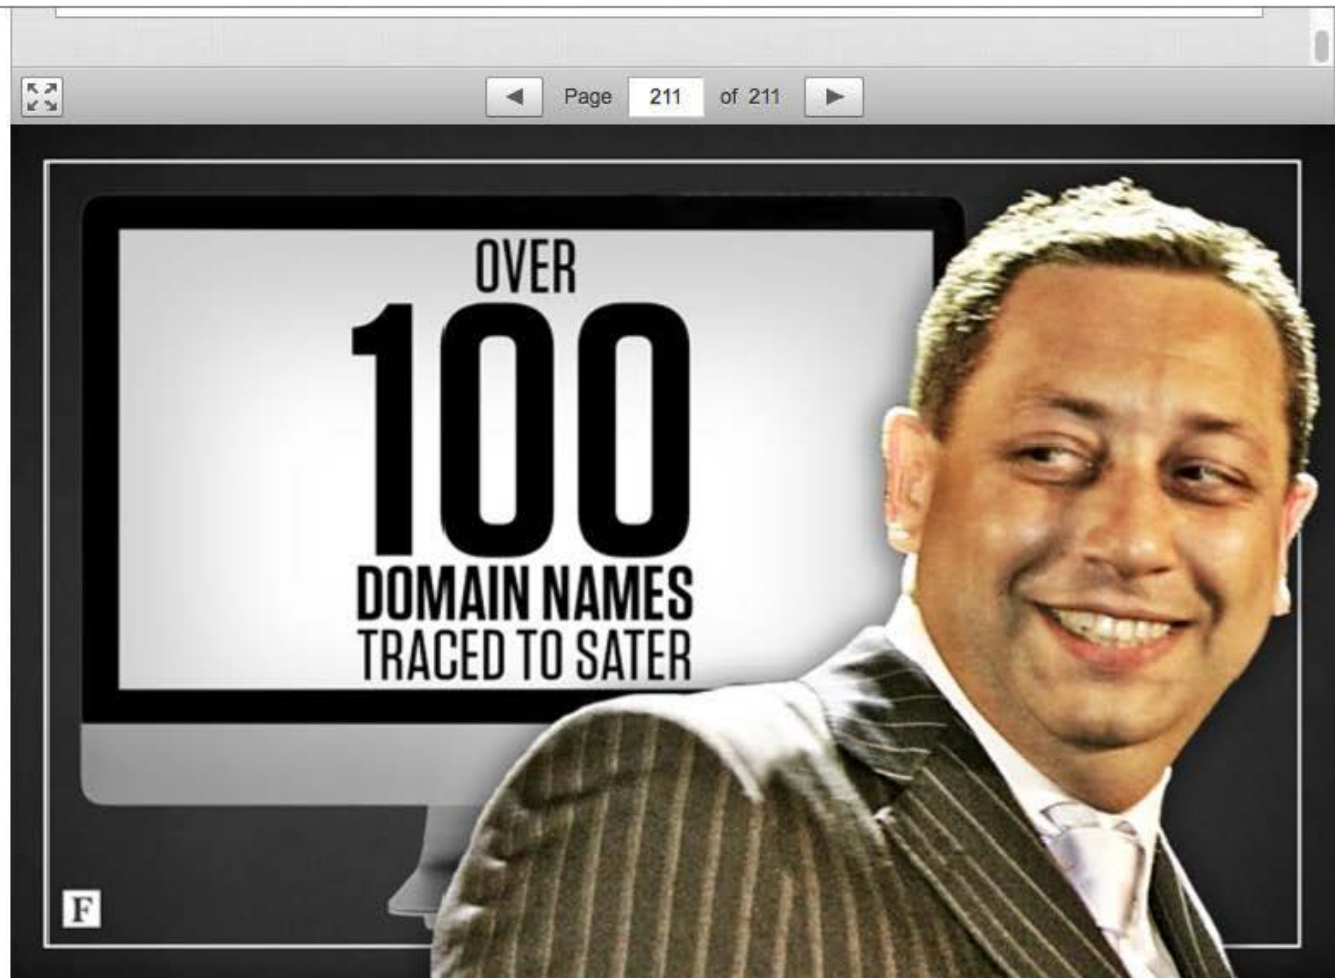 Page 211 of 211
OVER
100
DOMAIN NAMES
TRACED TO SATER
F